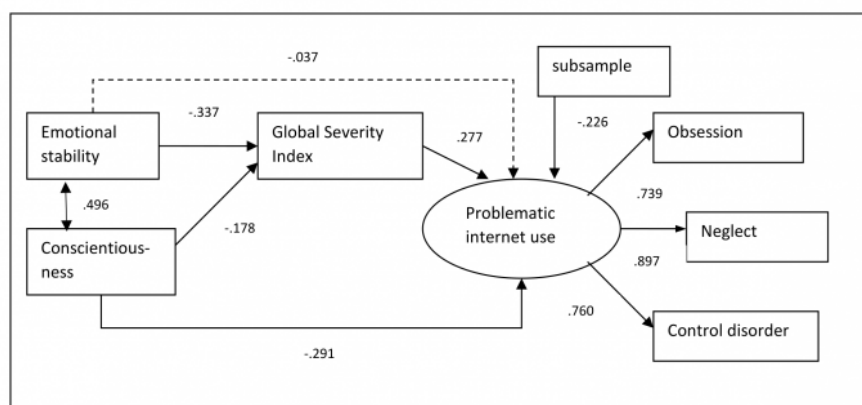 -.037
subsample
-.337
Emotional
stability
Global Severity
Index
.277
-.226
Obsession
.496
-.178
Problematic
internet use
.739
Neglect
Conscientious-
ness
.897
.760
Control disorder
-.291